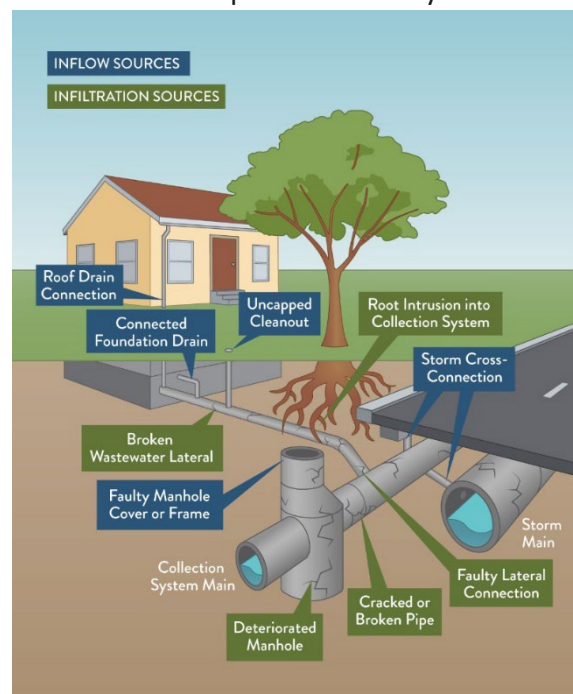 INFLOW SOURCES
INFILTRATION SOURCES
Roof Drain
Connection
Connected
Foundation Drain
Uncapped
Cleanout
Root Intrusion into
Collection System
Storm Cross-
Connection
Broken
Wastewater Lateral
Faulty Manhole
Cover or Frame
Collection
System Main
Deteriorated
Manhole
Cracked or
Broken Pipe
Faulty Lateral
Connection
Storm
Main